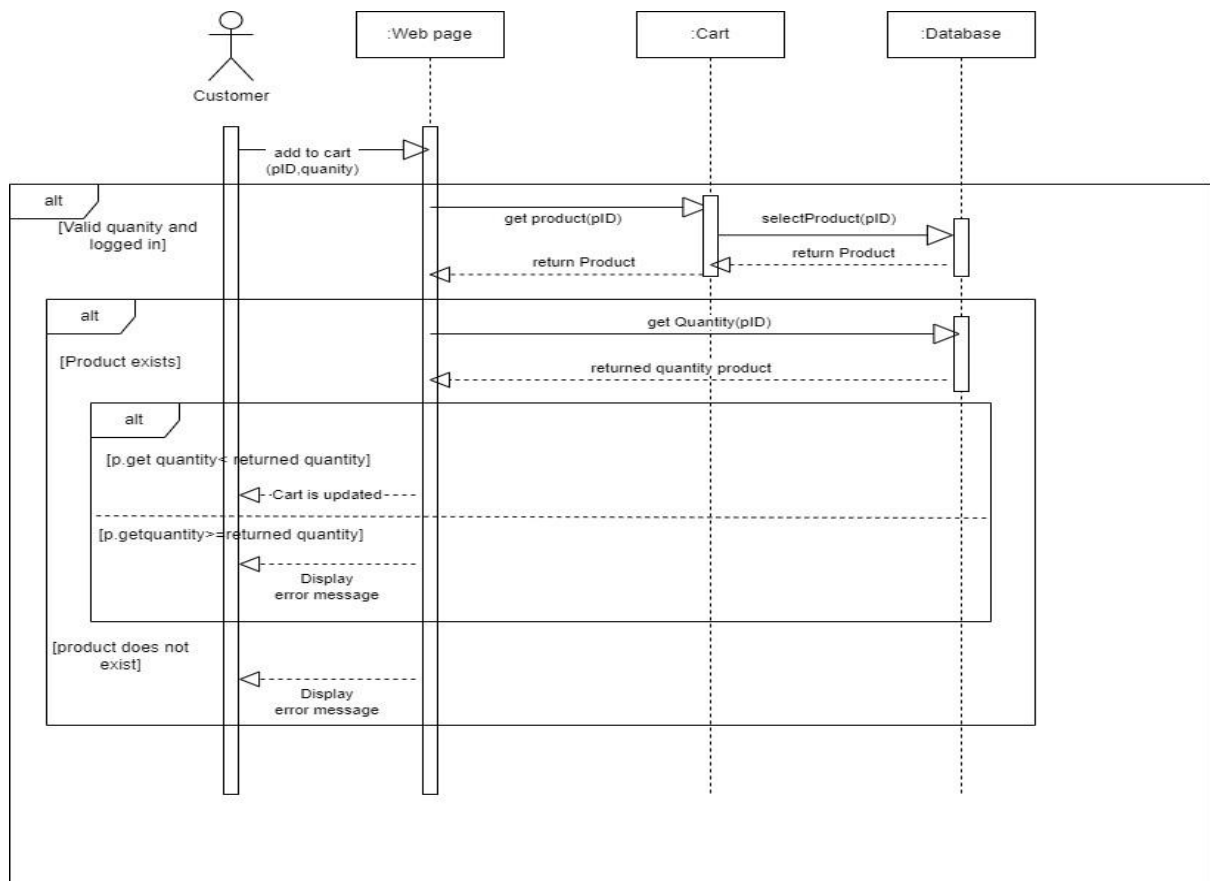 :Web page
:Cart
:Database
Customer
add to cart
(pID,quanity)
alt
[Valid quanity and
logged in]
get product(pID)
selectProduct(pID)
return Product
return Product
alt
get Quantity(pID)
[Product exists]
returned quantity product
alt
[p.get quantity< returned quantity]
Cart is updated
[p.getquantity>=returned quantity]
Display
error message
[product does not
exist]
Display
error message